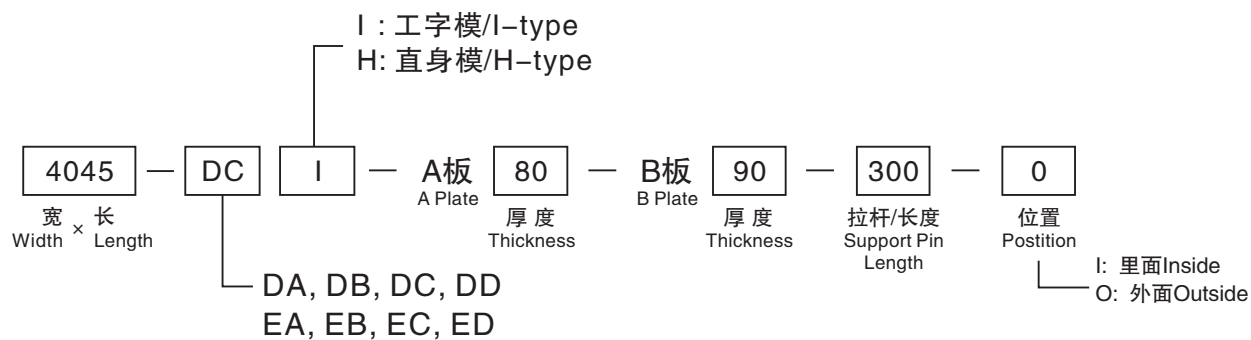 I : 工字模/I-type
H: 直身模/H-type
4045 — DC I — A板 80 — B板 90 — 300 — 0
A Plate B Plate
宽 × 长 厚 度 厚 度 拉杆/长度 位置
Width Length Thickness Thickness Support Pin Postition
Length
I: 里面Inside
O: 外面Outside
DA, DB, DC, DD
EA, EB, EC, ED